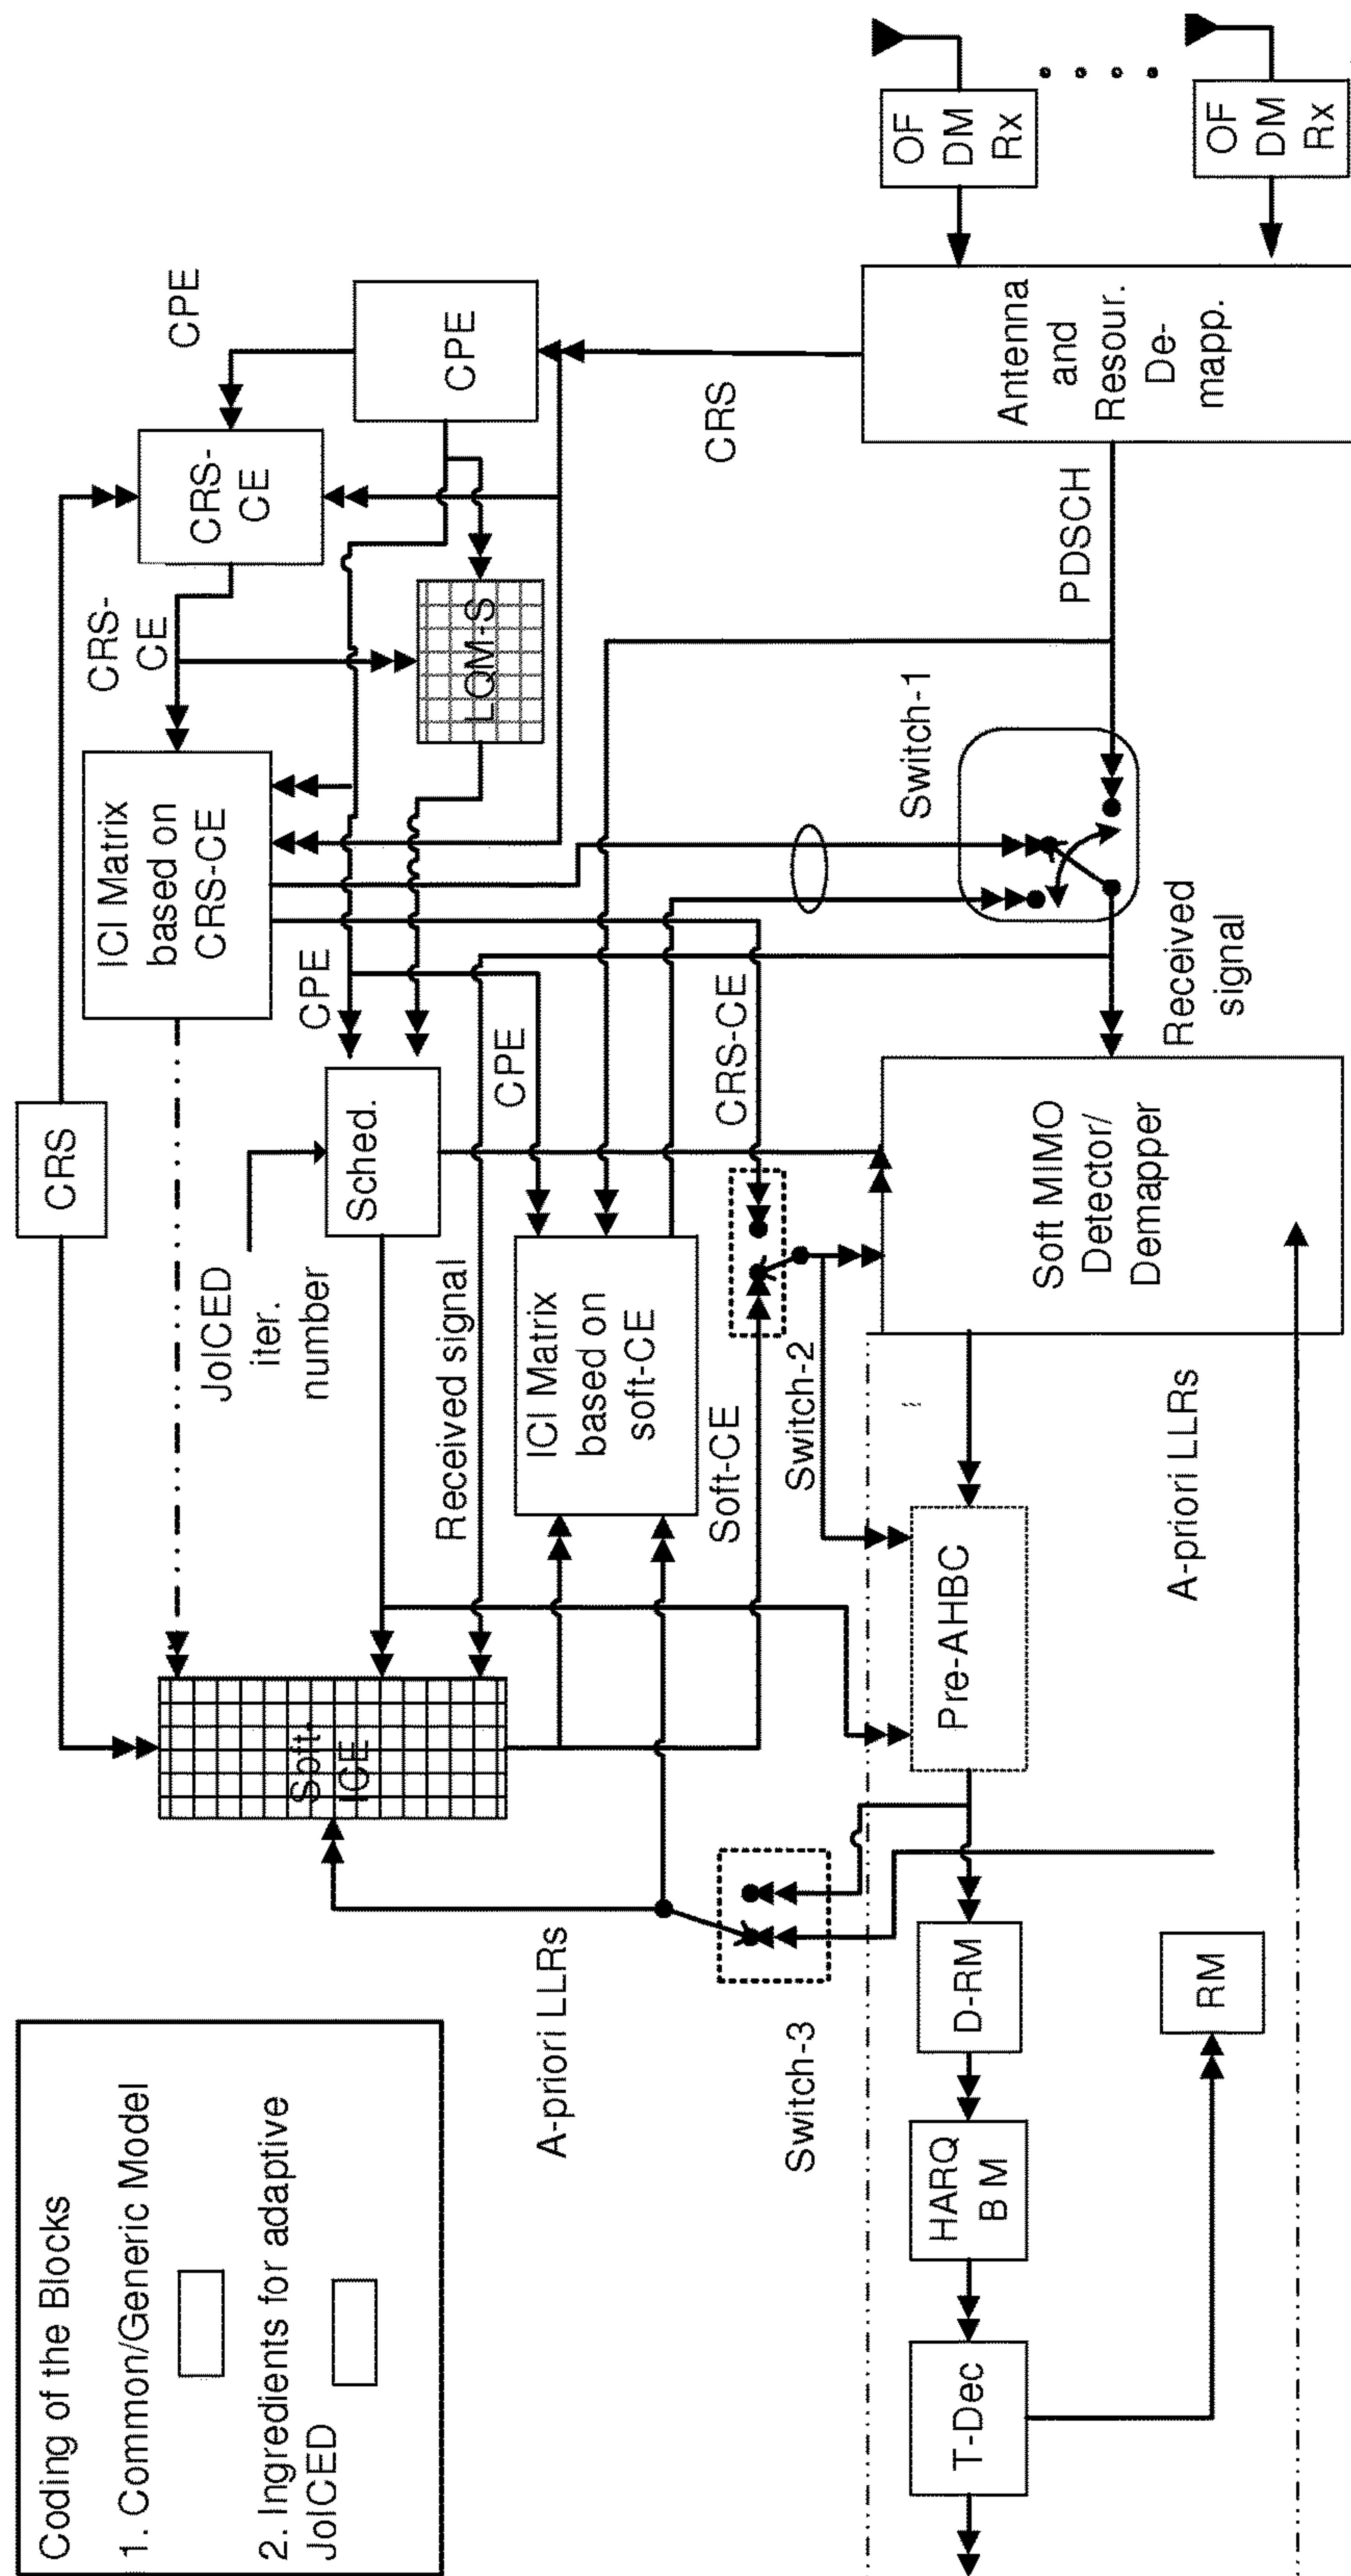 Coding of the Blocks
1. Common/Generic Model
2. Ingredients for adaptive
JoICED
CRS
JoICED
iter.
number
Sched.
ICI Matrix
based on
CRS-CE
CRS-
CE
CRS-
CE
CPE
CPE
LQM-S
CPE
CPE
CRS
Soft-
ICE
Received signal
ICI Matrix
based on
soft-CE
Soft-CE
CRS-CE
Switch-2
Switch-1
A-priori LLRs
Switch-3
PDSCH
Received
signal
Antenna
and
Resour.
De-
mapp.
OF
DM
Rx
OF
DM
Rx
Soft MIMO
Detector/
Demapper
Pre-AHBC
A-priori LLRs
D-RM
HARQ
B M
T-Dec
RM